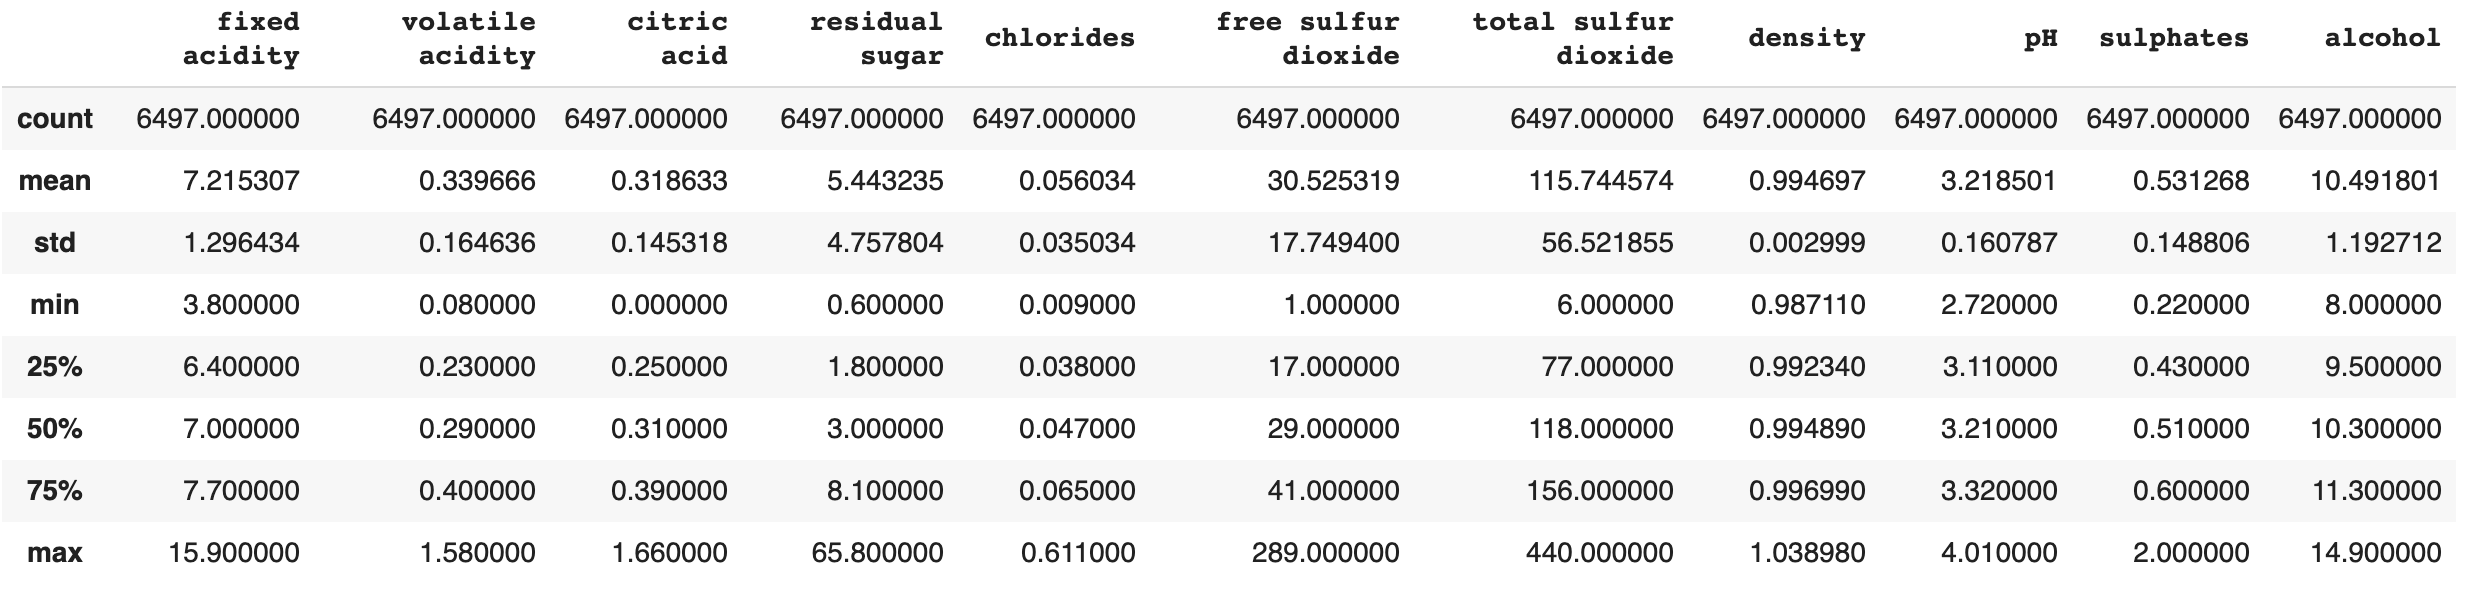 fixed acidity volatile acidity citric acid residual sugar chlorides free sulfur dioxide total sulfur dioxide density pH sulphates alcohol
count 6497.000000 6497.000000 6497.000000 6497.000000 6497.000000 6497.000000 6497.000000 6497.000000 6497.000000 6497.000000 6497.000000
mean 7.215307 0.339666 0.318633 5.443235 0.056034 30.525319 115.744574 0.994697 3.218501 0.531268 10.491801
std 1.296434 0.164636 0.145318 4.757804 0.035034 17.749400 56.521855 0.002999 0.160787 0.148806 1.192712
min 3.800000 0.080000 0.000000 0.600000 0.009000 1.000000 6.000000 0.987110 2.720000 0.220000 8.000000
25% 6.400000 0.230000 0.250000 1.800000 0.038000 17.000000 77.000000 0.992340 3.110000 0.430000 9.500000
50% 7.000000 0.290000 0.310000 3.000000 0.047000 29.000000 118.000000 0.994890 3.210000 0.510000 10.300000
75% 7.700000 0.400000 0.390000 8.100000 0.065000 41.000000 156.000000 0.996990 3.320000 0.600000 11.300000
max 15.900000 1.580000 1.660000 65.800000 0.611000 289.000000 440.000000 1.038980 4.010000 2.000000 14.900000